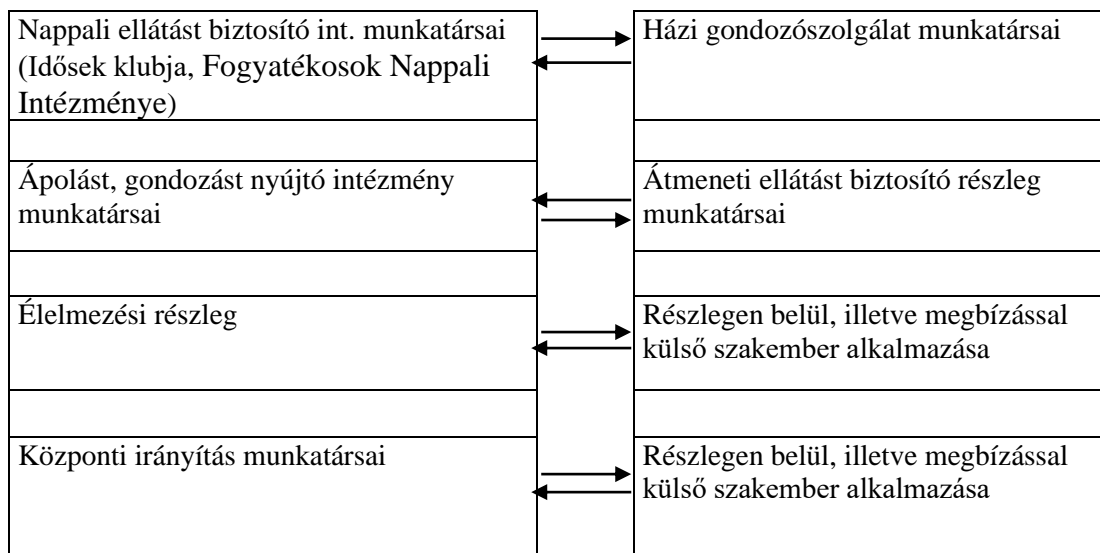 Nappali ellátást biztosító int. munkatársai
(Idősek klubja, Fogyatékosok Nappali
Intézménye)
Házi gondozószolgálat munkatársai
Ápolást, gondozást nyújtó intézmény
munkatársai
Átmeneti ellátást biztosító részleg
munkatársai
Élelmezési részleg
Részlegen belül, illetve megbízással
külső szakember alkalmazása
Központi irányítás munkatársai
Részlegen belül, illetve megbízással
külső szakember alkalmazása